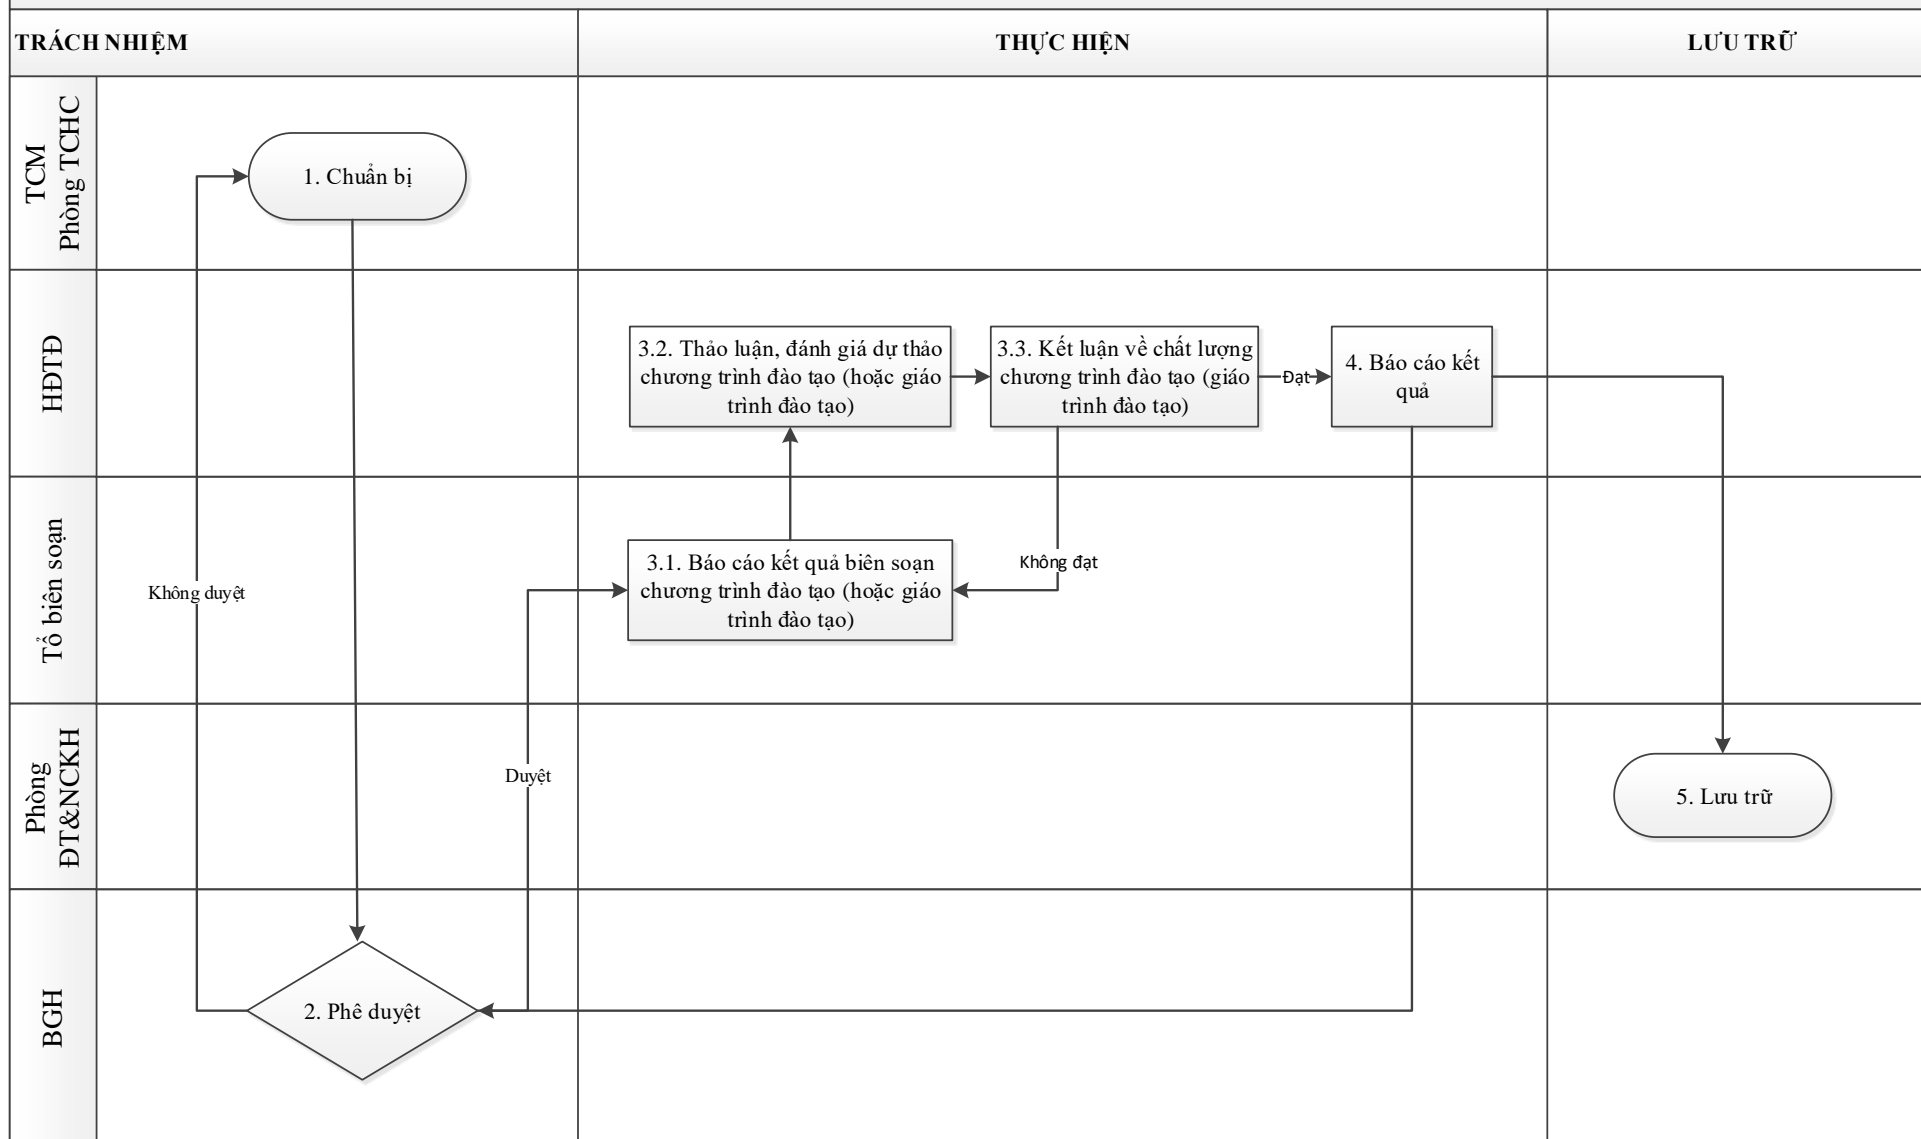 TRÁCH NHIỆM
THỰC HIỆN
LƯU TRỮ
TCM
Phòng TCHC
1. Chuẩn bị
HĐTĐ
3.2. Thảo luận, đánh giá dự thảo
chương trình đào tạo (hoặc giáo
trình đào tạo)
3.3. Kết luận về chất lượng
chương trình đào tạo (giáo
trình đào tạo)
Đạt
4. Báo cáo kết
quả
Tổ biên soạn
Không duyệt
3.1. Báo cáo kết quả biên soạn
chương trình đào tạo (hoặc giáo
trình đào tạo)
Không đạt
Phòng
ĐT&NCKH
Duyệt
5. Lưu trữ
BGH
2. Phê duyệt